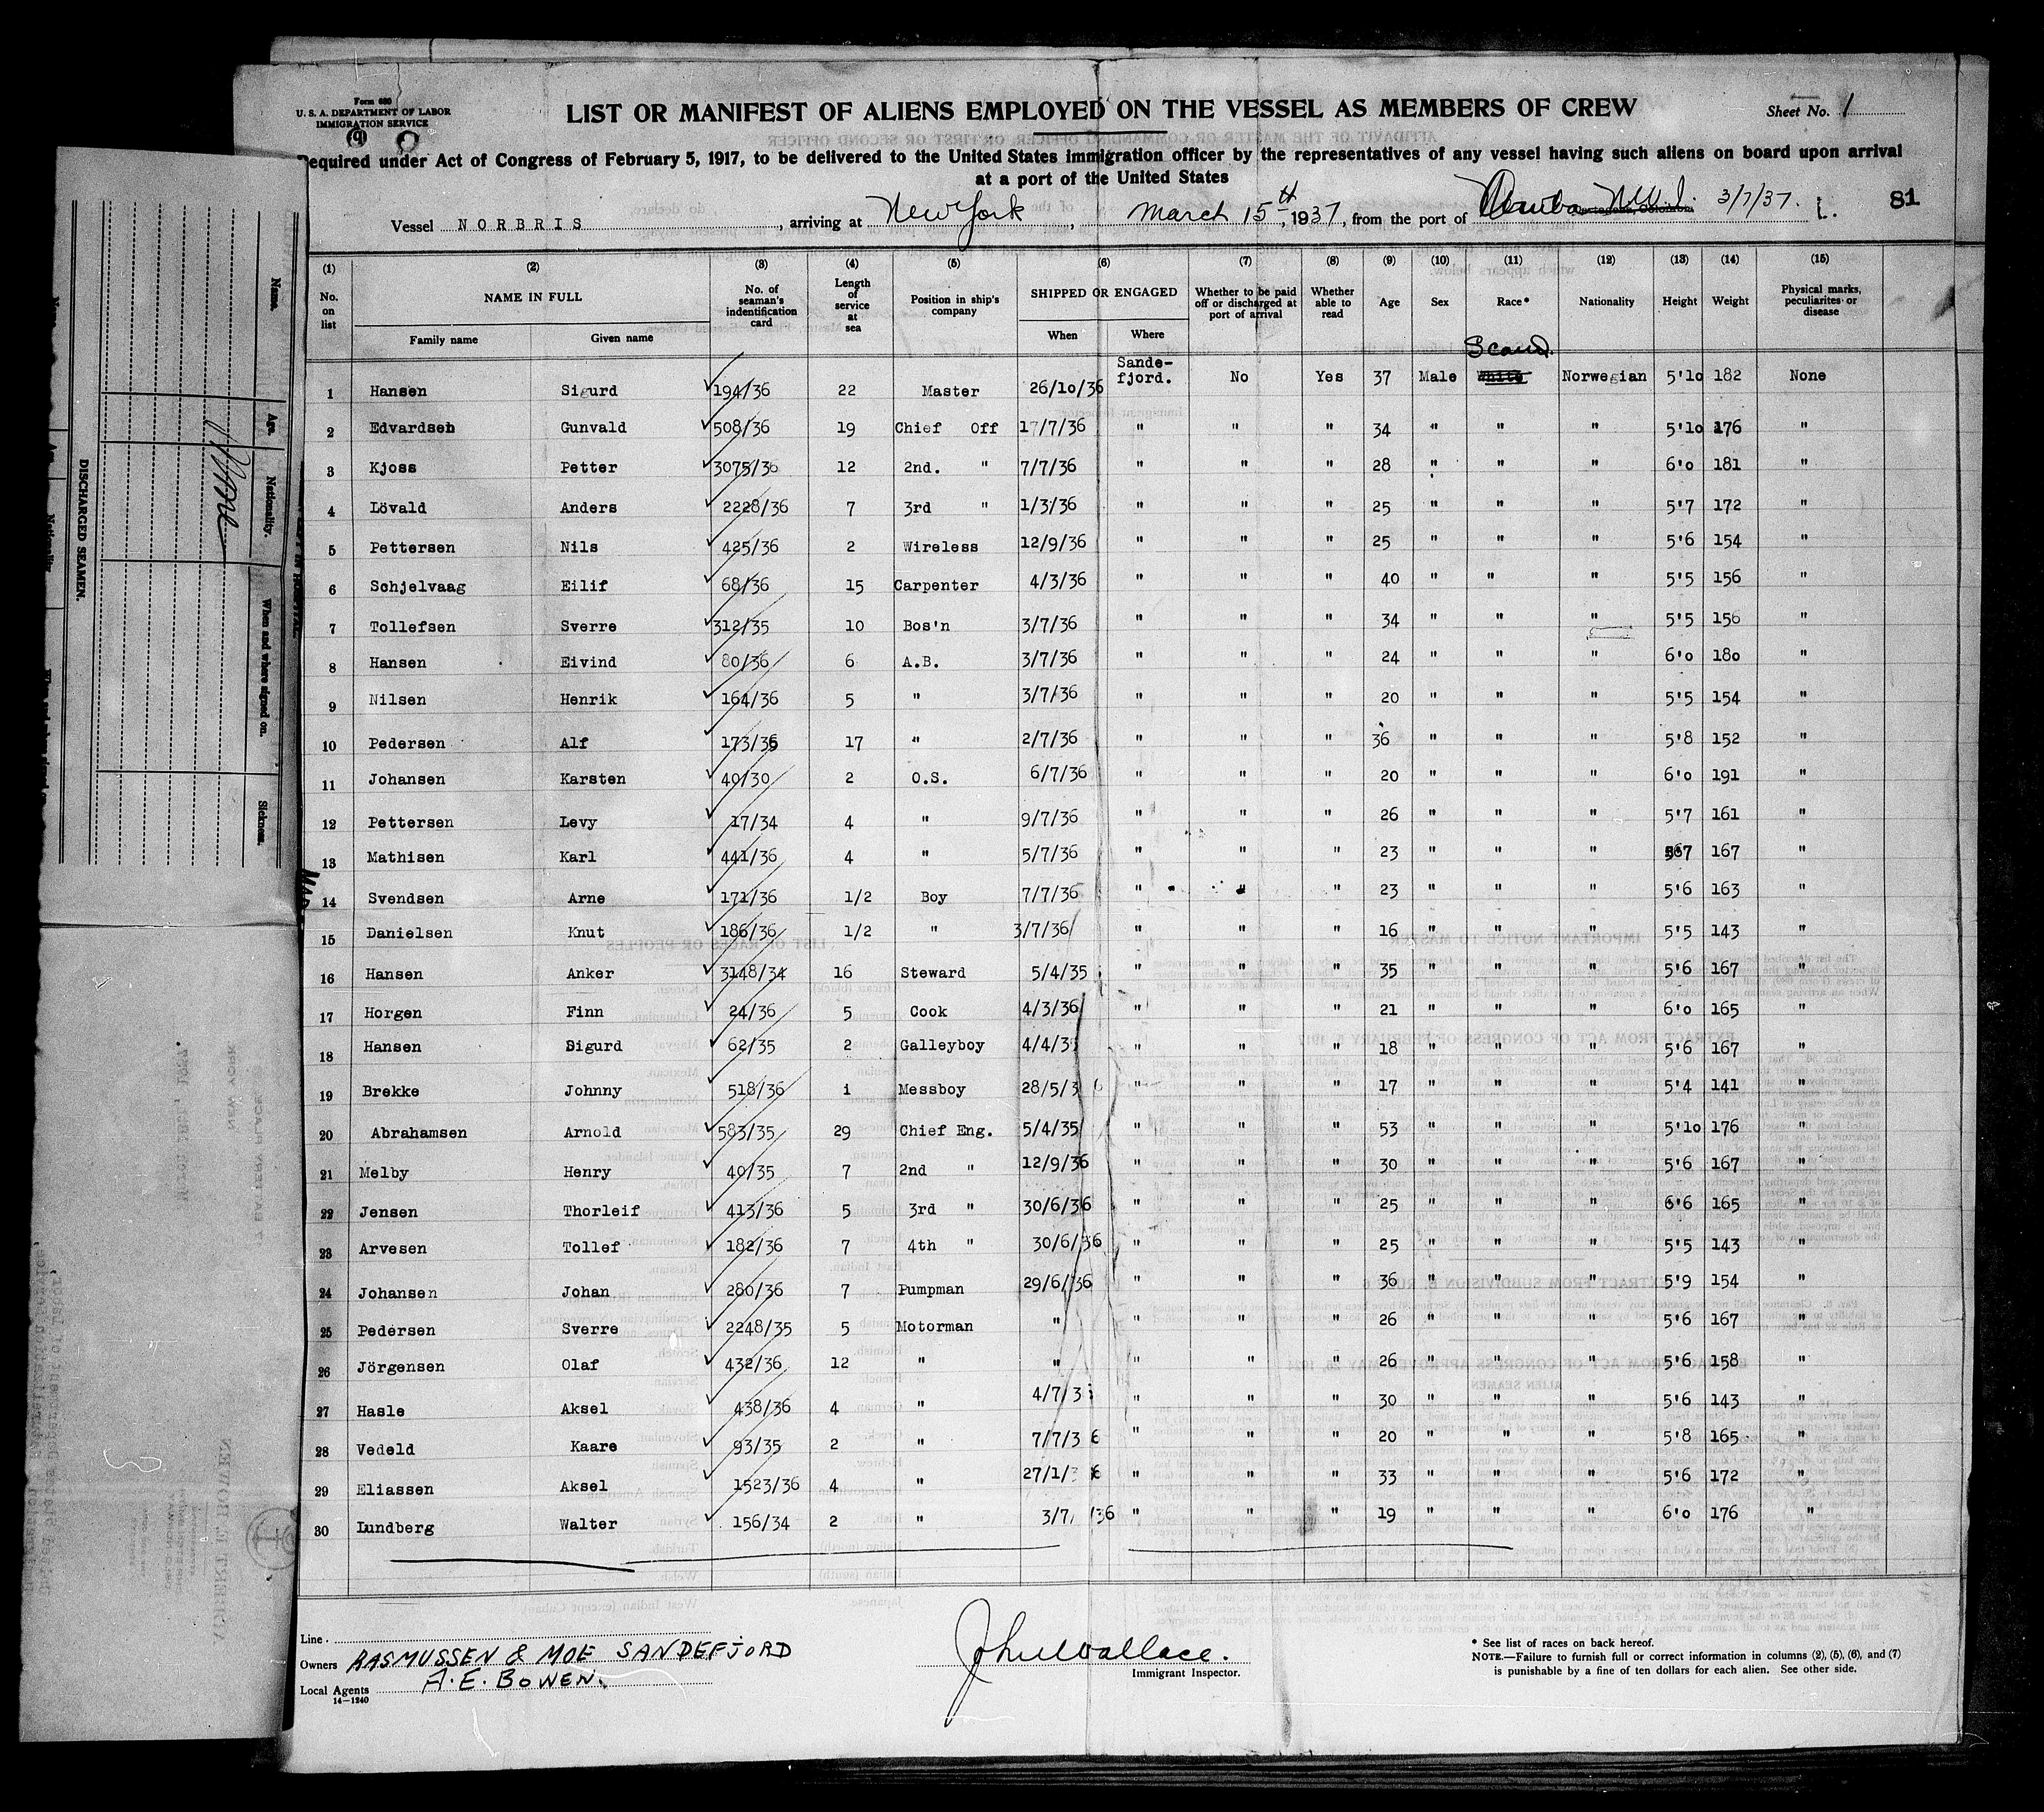 Form 680
U. S. A. DEPARTMENT OF LABOR
IMMIGRATION SERVICE
LIST OR MANIFEST OF ALIENS EMPLOYED ON THE VESSEL AS MEMBERS OF CREW
Sheet No. 1
Required under Act of Congress of February 5, 1917, to be delivered to the United States immigration officer by the representatives of any vessel having such aliens on board upon arrival
at a port of the United States
Vessel NORBRIS, arriving at New York, March 15th, 1937, from the port of Aruba N.W.I. 3/7/37. 81
(1) (2) (3) (4) (5) (6) (7) (8) (9) (10) (11) (12) (13) (14) (15)
No. on list NAME IN FULL Family name Given name No. of seaman's indentification card Length of service at sea Position in ship's company SHIPPED OR ENGAGED When Where Whether to be paid off or discharged at port of arrival Whether able to read Age Sex Race* Nationality Height Weight Physical marks, peculiarites or disease
Scand.
1 Hansen Sigurd 194/36 22 Master 26/10/36 Sande-fjord. No Yes 37 Male White Norwegian 5'10 182 None
2 Edvardsen Gunvald 508/36 19 Chief Off 17/7/36 " " " 34 " " " 5'10 176 "
3 Kjoss Petter 3075/36 12 2nd. " 7/7/36 " " " 28 " " " 6'0 181 "
4 Lövald Anders 2228/36 7 3rd " 1/3/36 " " " 25 " " " 5'7 172 "
5 Pettersen Nils 425/36 2 Wireless 12/9/36 " " " 25 " " " 5'6 154 "
6 Schjelvaag Eilif 68/36 15 Carpenter 4/3/36 " " " 40 " " " 5'5 156 "
7 Tollefsen Sverre 312/35 10 Bos'n 3/7/36 " " " 34 " " " 5'5 156 "
8 Hansen Eivind 80/36 6 A.B. 3/7/36 " " " 24 " " " 6'0 180 "
9 Nilsen Henrik 164/36 5 " 3/7/36 " " " 20 " " " 5'5 154 "
10 Pedersen Alf 173/36 17 " 2/7/36 " " " 36 " " " 5'8 152 "
11 Johansen Karsten 40/30 2 O.S. 6/7/36 " " " 20 " " " 6'0 191 "
12 Pettersen Levy 17/34 4 " 9/7/36 " " " 26 " " " 5'7 161 "
13 Mathisen Karl 441/36 4 " 5/7/36 " " " 23 " " " 5'7 167 "
14 Svendsen Arne 171/36 1/2 Boy 7/7/36 " " " 23 " " " 5'6 163 "
15 Danielsen Knut 186/36 1/2 " 3/7/36 " " " 16 " " " 5'5 143 "
16 Hansen Anker 3148/34 16 Steward 5/4/35 " " " 35 " " " 5'6 167 "
17 Horgen Finn 24/36 5 Cook 4/3/36 " " " 21 " " " 6'0 165 "
18 Hansen Sigurd 62/35 2 Galleyboy 4/4/35 " " " 18 " " " 5'6 167 "
19 Brekke Johnny 518/36 1 Messboy 28/5/36 " " " 17 " " " 5'4 141 "
20 Abrahamsen Arnold 583/35 29 Chief Eng. 5/4/35 " " " 53 " " " 5'10 176 "
21 Melby Henry 40/35 7 2nd " 12/9/36 " " " 30 " " " 5'6 167 "
22 Jensen Thorleif 413/36 5 3rd " 30/6/36 " " " 25 " " " 6'6 165 "
23 Arvesen Tollef 182/36 7 4th " 30/6/36 " " " 25 " " " 5'5 143 "
24 Johansen Johan 280/36 7 Pumpman 29/6/36 " " " 36 " " " 5'9 154 "
25 Pedersen Sverre 2248/35 5 Motorman " " " " 26 " " " 5'6 167 "
26 Jörgensen Olaf 432/36 12 " " " " " 26 " " " 5'6 158 "
27 Hasle Aksel 438/36 4 " 4/7/3 " " " 30 " " " 5'6 143 "
28 Vedeld Kaare 93/35 2 " 7/7/36 " " " 20 " " " 5'8 165 "
29 Eliassen Aksel 1523/36 4 " 27/1/36 " " " 33 " " " 5'6 172 "
30 Lundberg Walter 156/34 2 " 3/7/36 " " " 19 " " " 6'0 176 "
Line
Owners RASMUSSEN & MOE SANDEFJORD
Local Agents A.E. BOWEN.
14—1240
John Wallace.
Immigrant Inspector.
* See list of races on back hereof.
NOTE.—Failure to furnish full or correct information in columns (2), (5), (6), and (7)
is punishable by a fine of ten dollars for each alien. See other side.
DISCHARGED SEAMEN.
Name. Age. Nationality. When and where signed on. Sickness.
None